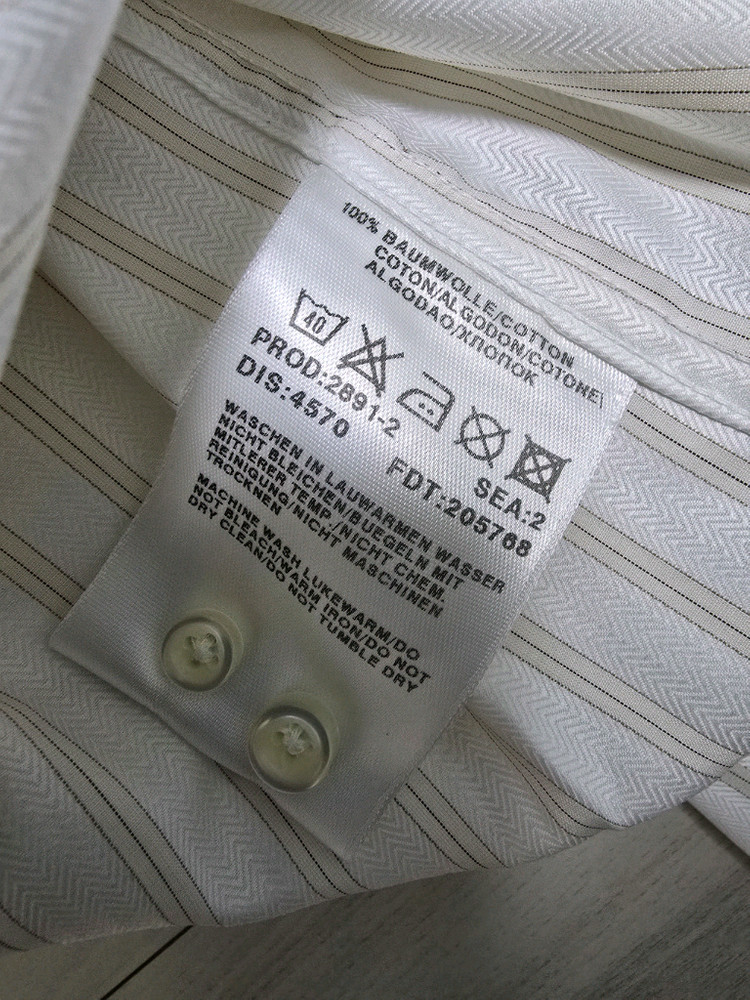 100% BAUMWOLLE/COTTON
COTON/ALGODON/COTONE
ALGODAO/ХЛОПОК
40
PROD:2891-2
DIS:4570
SEA:2
FDT:205768
WASCHEN IN LAUWARMEN WASSER
NICHT BLEICHEN/BUEGELN MIT
MITLERER TEMP./NICHT CHEM.
REINIGUNG/NICHT MASCHINEN
TROCKNEN
MACHINE WASH LUKEWARM/DO
NOT BLEACH/WARM IRON/DO NOT
DRY CLEAN/DO NOT TUMBLE DRY